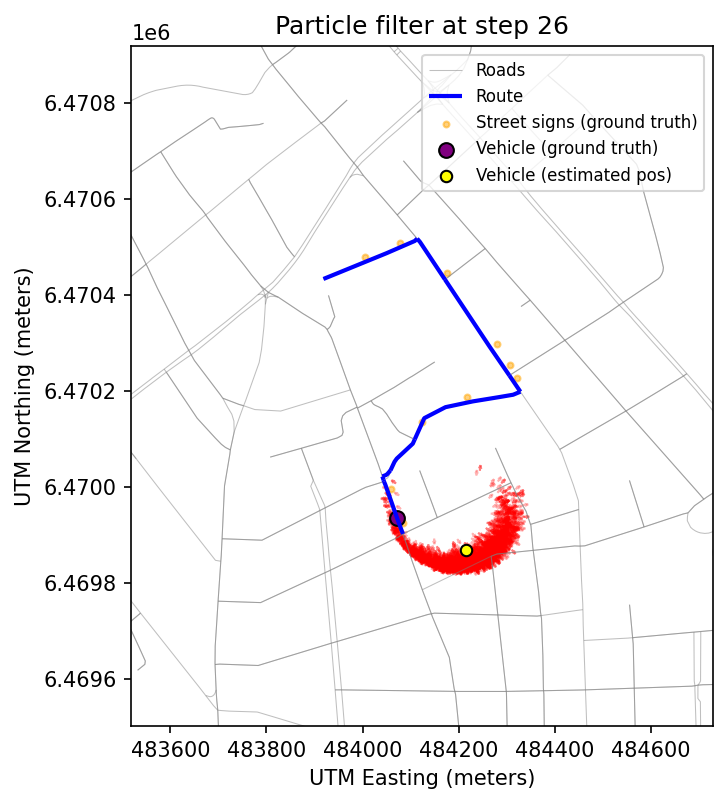 Particle filter at step 26
1e6
Roads
Route
Street signs (ground truth)
Vehicle (ground truth)
Vehicle (estimated pos)
6.4708
6.4706
6.4704
6.4702
6.4700
6.4698
6.4696
UTM Northing (meters)
483600 483800 484000 484200 484400 484600
UTM Easting (meters)